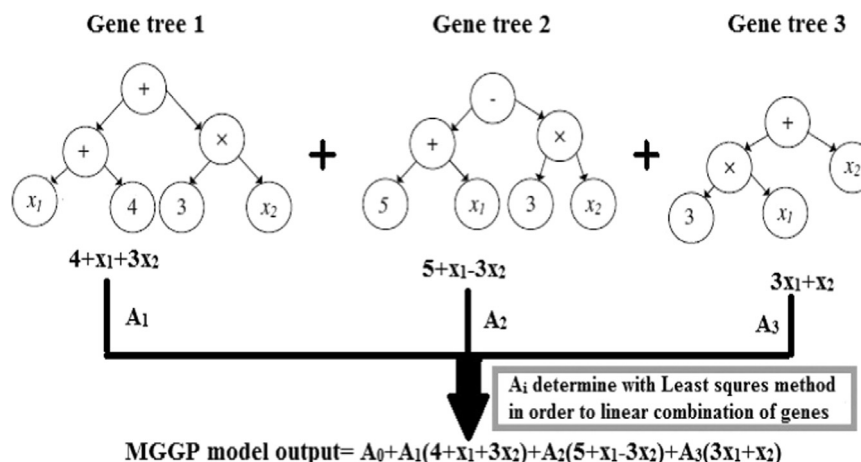 Gene tree 1 Gene tree 2 Gene tree 3
+ - +
+ × + + × + × x₂
x₁ 4 3 x₂ 5 x₁ 3 x₂ 3 x₁
4+x₁+3x₂ 5+x₁-3x₂ 3x₁+x₂
A₁ A₂ A₃
Aᵢ determine with Least squres method
in order to linear combination of genes
MGGP model output= A₀+A₁(4+x₁+3x₂)+A₂(5+x₁-3x₂)+A₃(3x₁+x₂)